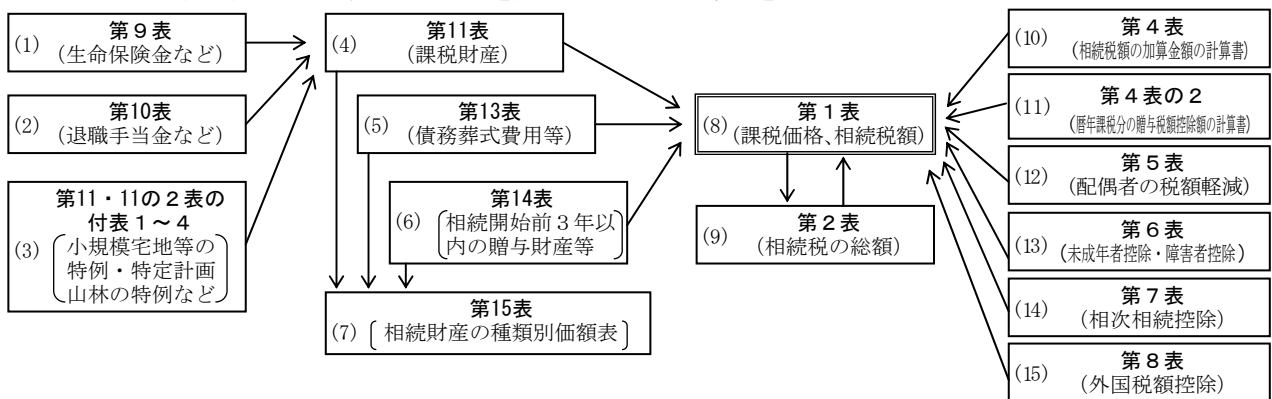 (1) 第9表
(生命保険金など)
(2) 第10表
(退職手当金など)
(3) 第11・11の2表の
付表1～4
小規模宅地等の
特例・特定計画
山林の特例など
(4) 第11表
(課税財産)
(5) 第13表
(債務葬式費用等)
(6) 第14表
相続開始前3年以
内の贈与財産等
(7) 第15表
相続財産の種類別価額表
(8) 第1表
(課税価格、相続税額)
(9) 第2表
(相続税の総額)
(10) 第4表
(相続税額の加算金額の計算書)
(11) 第4表の2
(暦年課税分の贈与税額控除額の計算書)
(12) 第5表
(配偶者の税額軽減)
(13) 第6表
(未成年者控除・障害者控除)
(14) 第7表
(相次相続控除)
(15) 第8表
(外国税額控除)